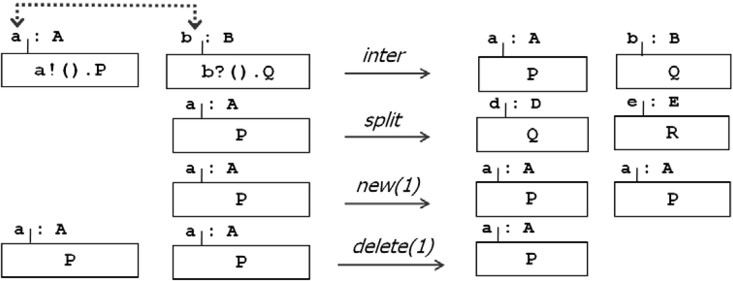 a : A b : B a : A b : B
a!().P b?().Q inter P Q
a : A d : D e : E
P split Q R
a : A a : A a : A
P new(1) P P
a : A a : A a : A
P P delete(1) P